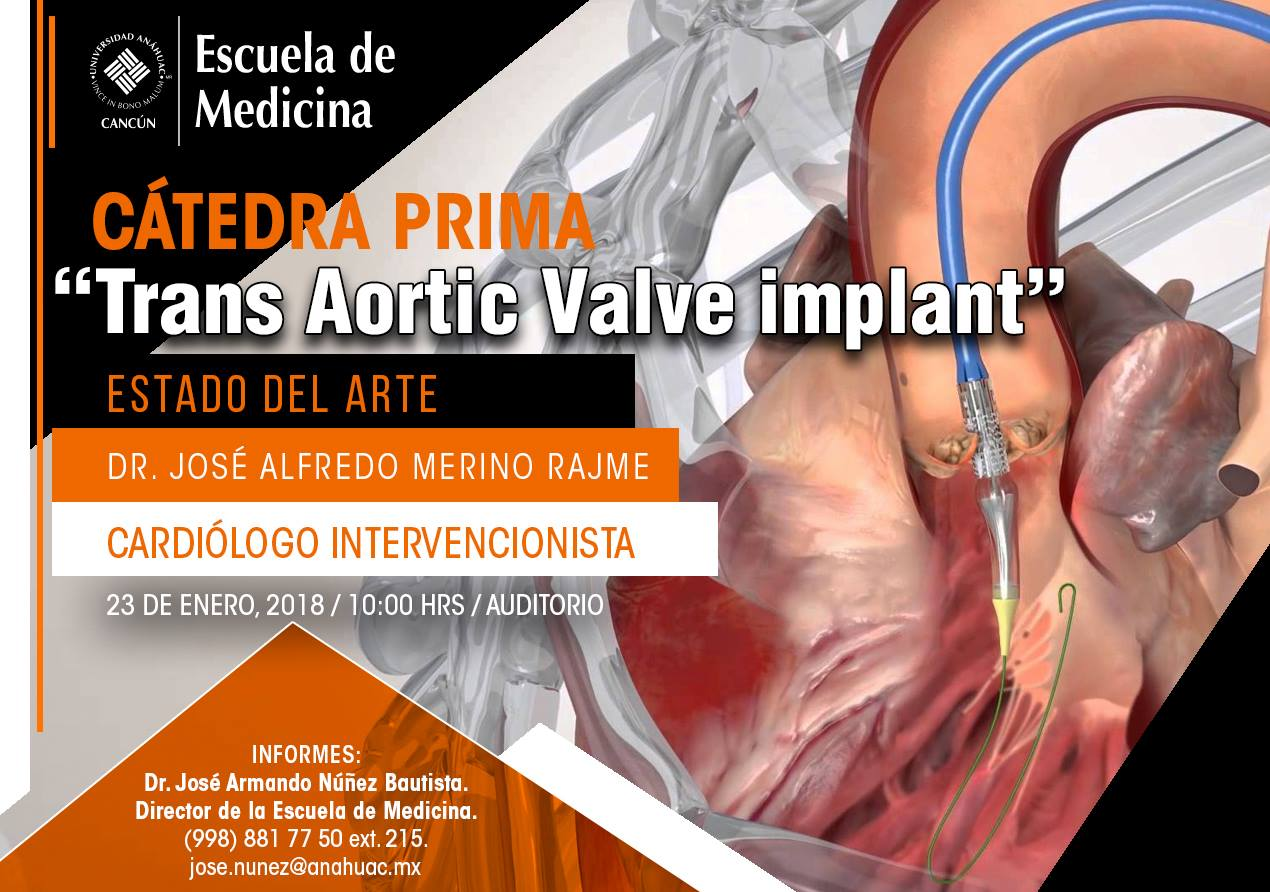 UNIVERSIDAD ANÁHUAC
VINCE IN BONO MALUM
MR
CANCÚN
Escuela de
Medicina
CÁTEDRA PRIMA
“Trans Aortic Valve implant”
ESTADO DEL ARTE
DR. JOSÉ ALFREDO MERINO RAJME
CARDIÓLOGO INTERVENCIONISTA
23 DE ENERO, 2018 / 10:00 HRS / AUDITORIO
INFORMES:
Dr. José Armando Núñez Bautista.
Director de la Escuela de Medicina.
(998) 881 77 50 ext. 215.
jose.nunez@anahuac.mx